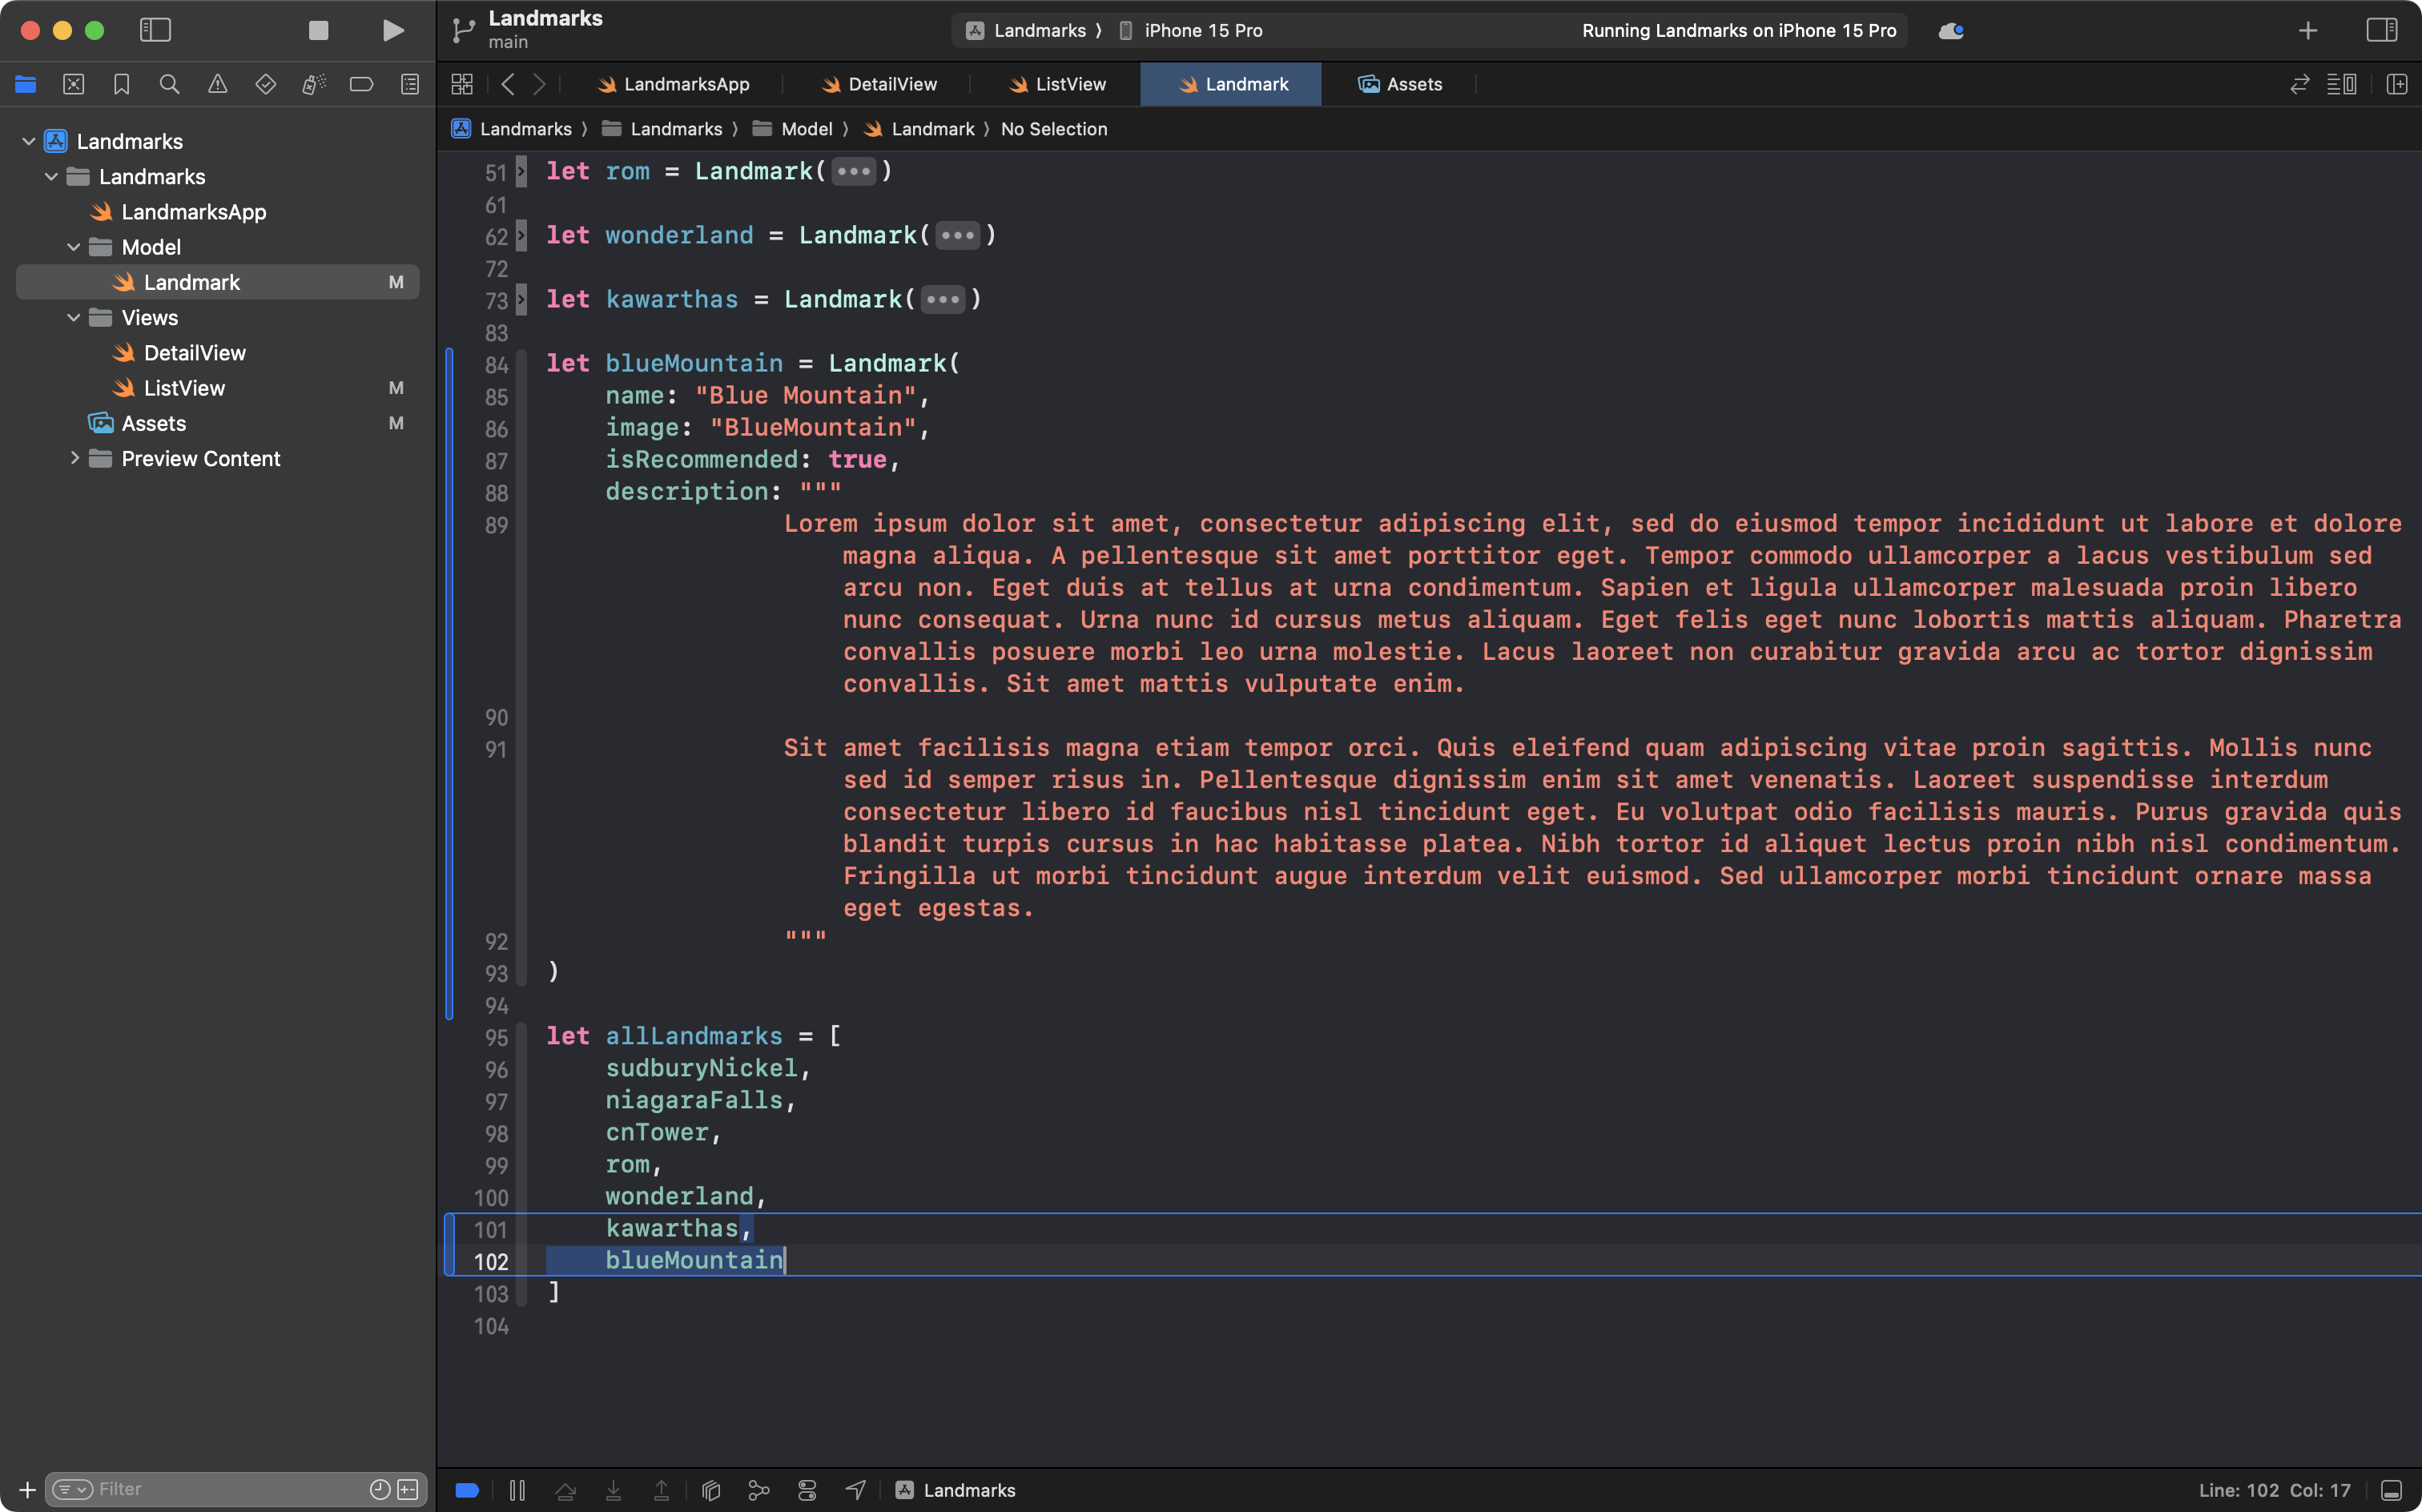 Landmarks
main
Landmarks
iPhone 15 Pro
Running Landmarks on iPhone 15 Pro
LandmarksApp
DetailView
ListView
Landmark
Assets
Landmarks
Landmarks
Model
Landmark
No Selection
Landmarks
Landmarks
LandmarksApp
Model
Landmark M
Views
DetailView
ListView M
Assets M
Preview Content
51 let rom = Landmark(•••)
61
62 let wonderland = Landmark(•••)
72
73 let kawarthas = Landmark(•••)
83
84 let blueMountain = Landmark(
85 name: "Blue Mountain",
86 image: "BlueMountain",
87 isRecommended: true,
88 description: """
89 Lorem ipsum dolor sit amet, consectetur adipiscing elit, sed do eiusmod tempor incididunt ut labore et dolore
magna aliqua. A pellentesque sit amet porttitor eget. Tempor commodo ullamcorper a lacus vestibulum sed
arcu non. Eget duis at tellus at urna condimentum. Sapien et ligula ullamcorper malesuada proin libero
nunc consequat. Urna nunc id cursus metus aliquam. Eget felis eget nunc lobortis mattis aliquam. Pharetra
convallis posuere morbi leo urna molestie. Lacus laoreet non curabitur gravida arcu ac tortor dignissim
convallis. Sit amet mattis vulputate enim.
90
91 Sit amet facilisis magna etiam tempor orci. Quis eleifend quam adipiscing vitae proin sagittis. Mollis nunc
sed id semper risus in. Pellentesque dignissim enim sit amet venenatis. Laoreet suspendisse interdum
consectetur libero id faucibus nisl tincidunt eget. Eu volutpat odio facilisis mauris. Purus gravida quis
blandit turpis cursus in hac habitasse platea. Nibh tortor id aliquet lectus proin nibh nisl condimentum.
Fringilla ut morbi tincidunt augue interdum velit euismod. Sed ullamcorper morbi tincidunt ornare massa
eget egestas.
92 """
93 )
94
95 let allLandmarks = [
96 sudburyNickel,
97 niagaraFalls,
98 cnTower,
99 rom,
100 wonderland,
101 kawarthas,
102 blueMountain
103 ]
104
Filter
Landmarks
Line: 102 Col: 17